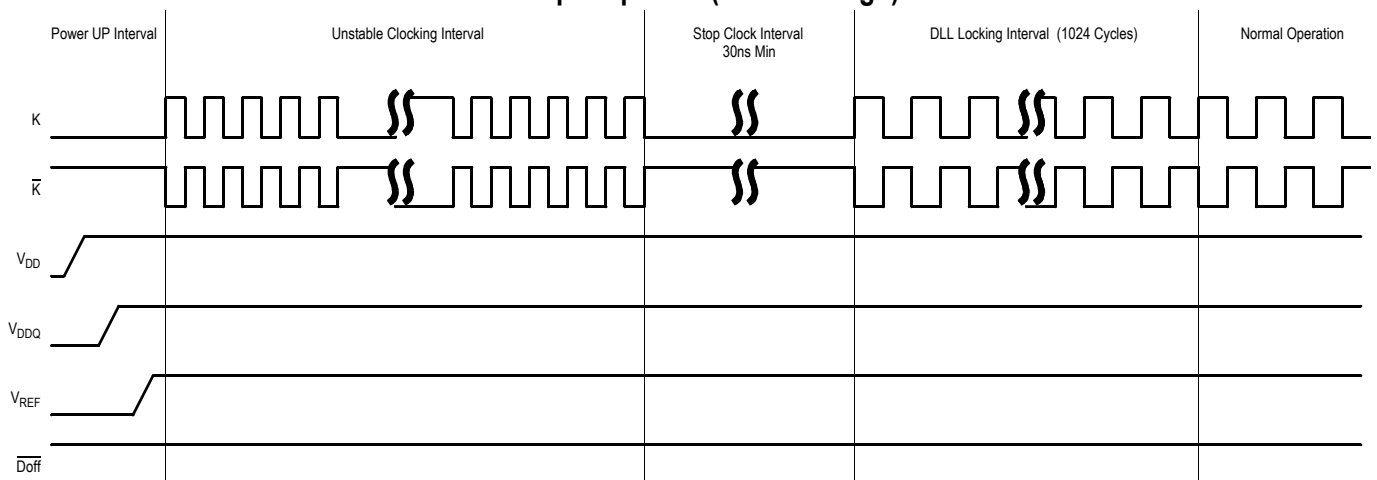 Power UP Interval
Unstable Clocking Interval
Stop Clock Interval
30ns Min
DLL Locking Interval (1024 Cycles)
Normal Operation
K
K̅
VDD
VDDQ
VREF
D̅o̅f̅f̅